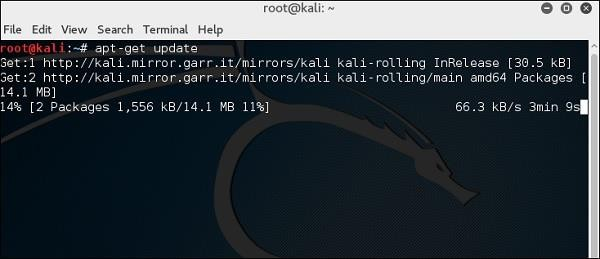 root@kali: ~
File Edit View Search Terminal Help
root@kali:~# apt-get update
Get:1 http://kali.mirror.garr.it/mirrors/kali kali-rolling InRelease [30.5 kB]
Get:2 http://kali.mirror.garr.it/mirrors/kali kali-rolling/main amd64 Packages [
14.1 MB]
14% [2 Packages 1,556 kB/14.1 MB 11%] 66.3 kB/s 3min 9s